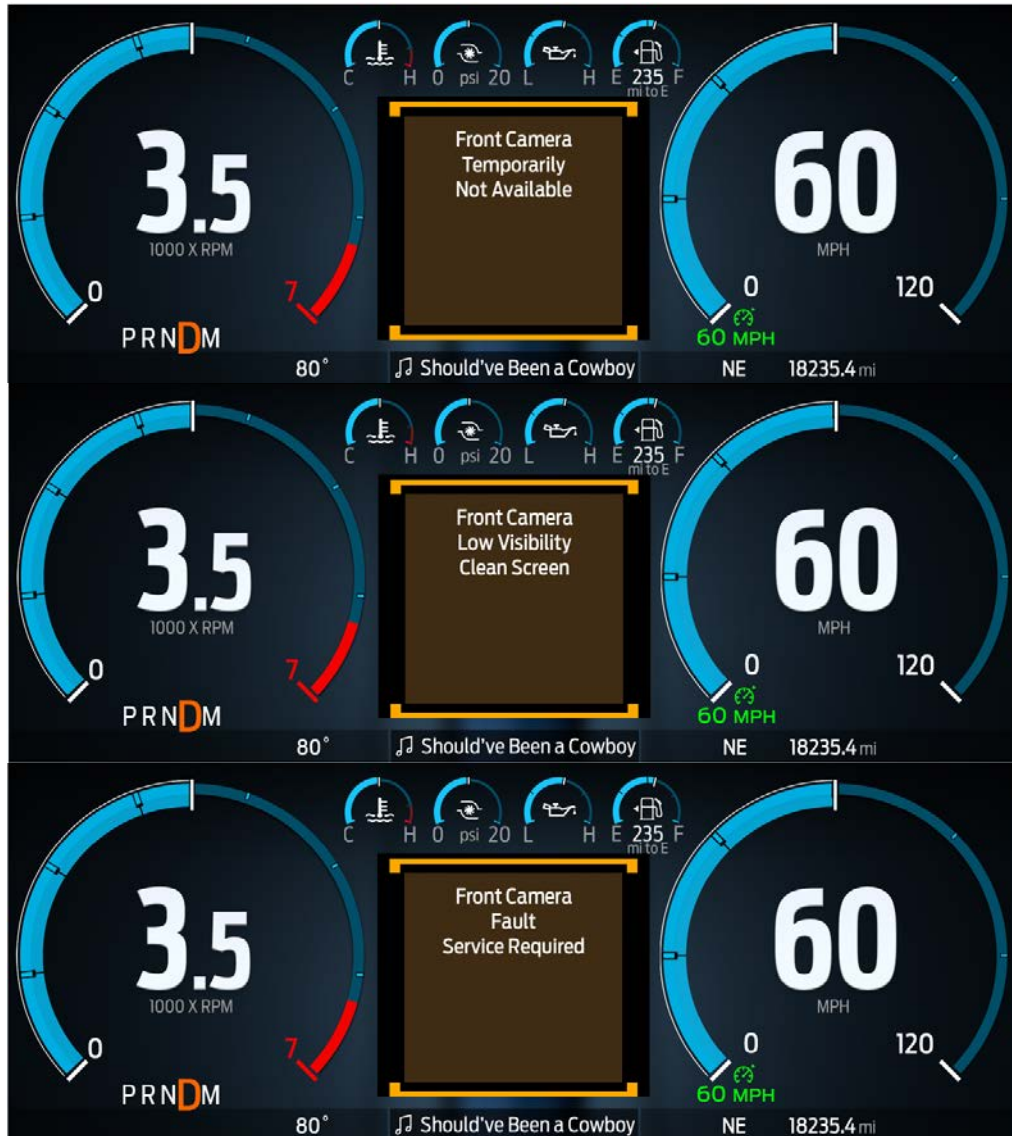 C H 0 psi 20 L H E 235 F
mi to E
Front Camera
Temporarily
Not Available
3.5
1000 X RPM
60
MPH
0 7
0 120
60 MPH
P R N D M
80° Should've Been a Cowboy NE 18235.4 mi
C H 0 psi 20 L H E 235 F
mi to E
Front Camera
Low Visibility
Clean Screen
3.5
1000 X RPM
60
MPH
0 7
0 120
60 MPH
P R N D M
80° Should've Been a Cowboy NE 18235.4 mi
C H 0 psi 20 L H E 235 F
mi to E
Front Camera
Fault
Service Required
3.5
1000 X RPM
60
MPH
0 7
0 120
60 MPH
P R N D M
80° Should've Been a Cowboy NE 18235.4 mi